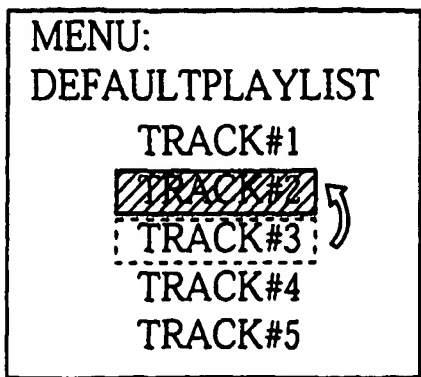 MENU:
DEFAULTPLAYLIST
TRACK#1
TRACK#2
TRACK#3
TRACK#4
TRACK#5